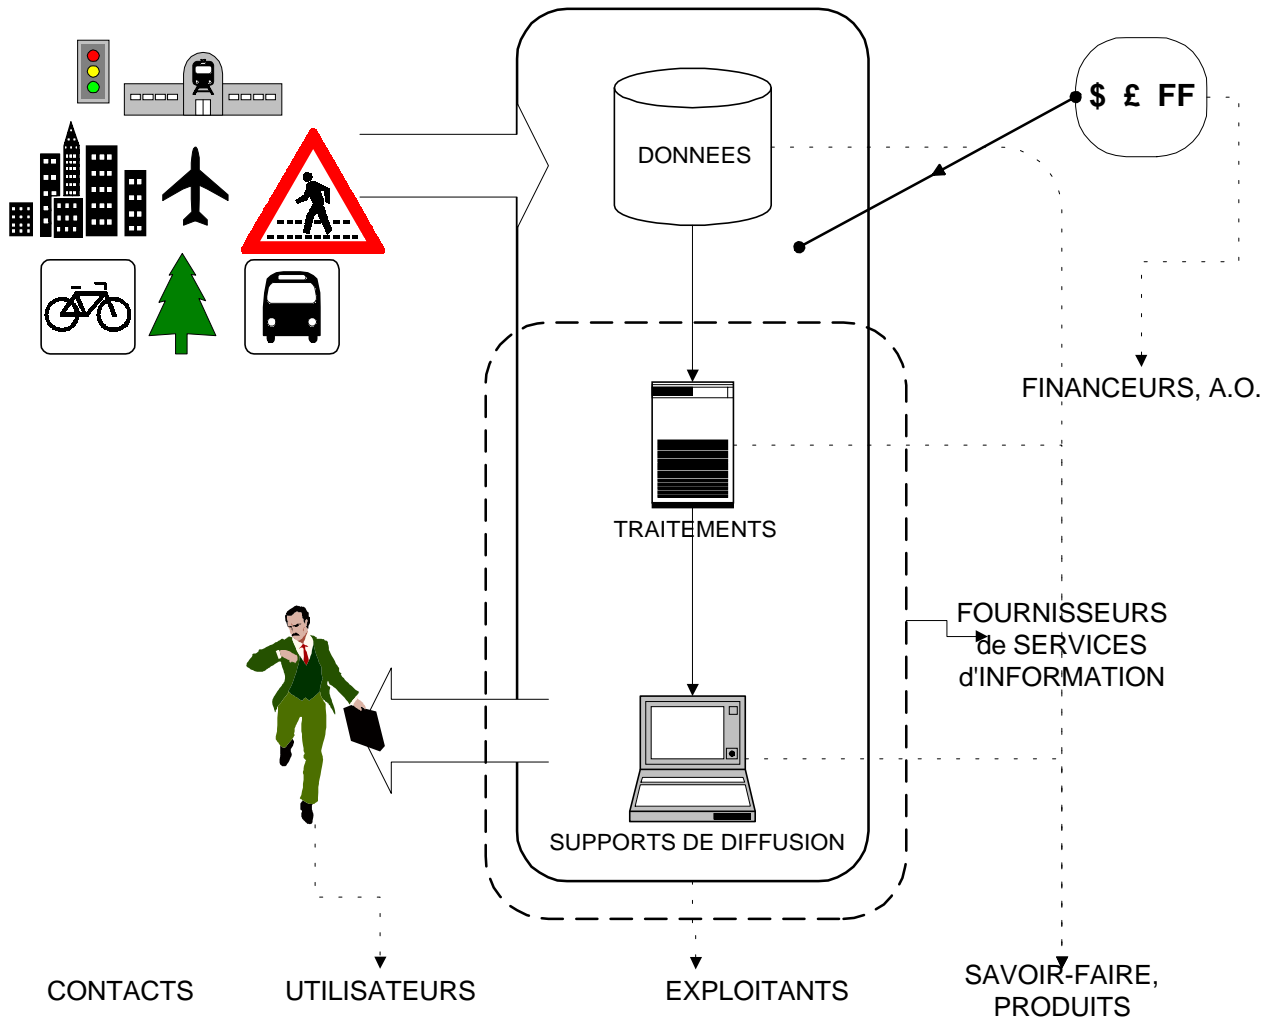 $ £ FF
DONNEES
FINANCEURS, A.O.
TRAITEMENTS
FOURNISSEURS
de SERVICES
d'INFORMATION
SUPPORTS DE DIFFUSION
CONTACTS
UTILISATEURS
EXPLOITANTS
SAVOIR-FAIRE,
PRODUITS